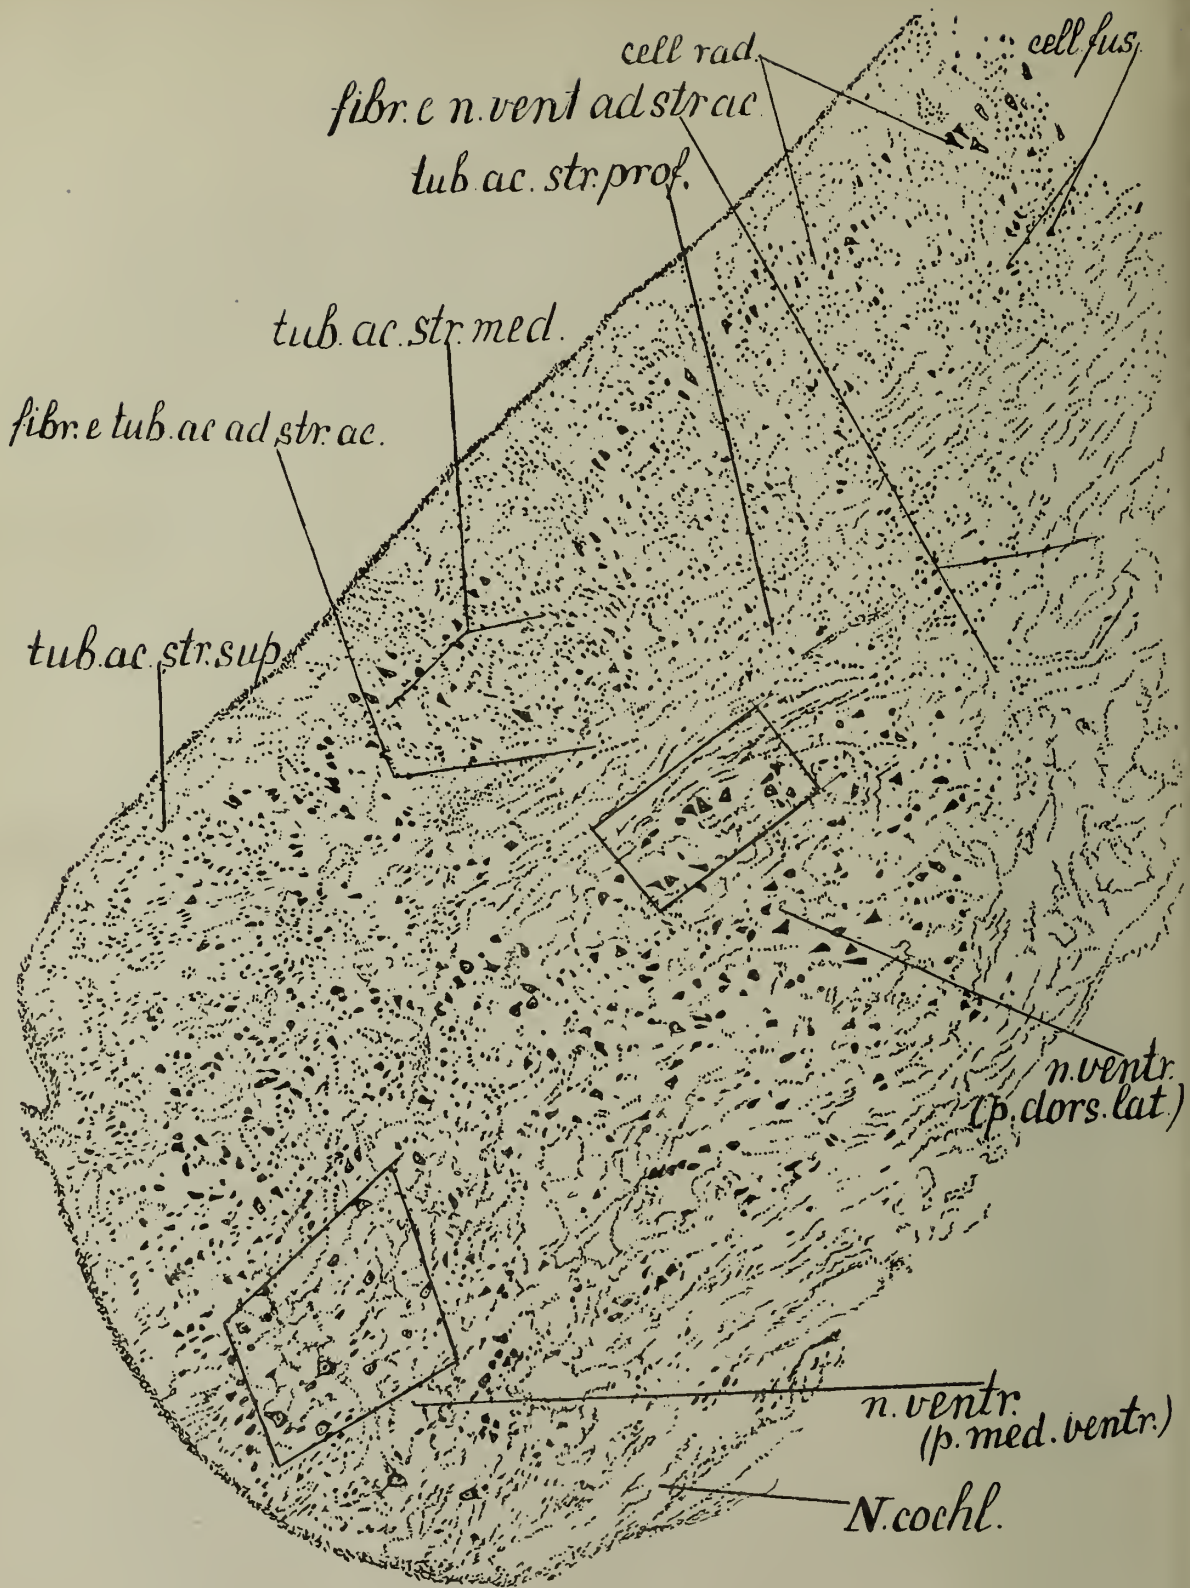 cell rad.
cell. fus.
fibr. e n. vent ad str ac.
tub. ac. str. prof.
tub. ac. str. med.
fibr. e tub. ac ad str. ac.
tub. ac. str. sup.
n. ventr.
(p. dors. lat.)
n. ventr.
(p. med. ventr.)
N. cochl.